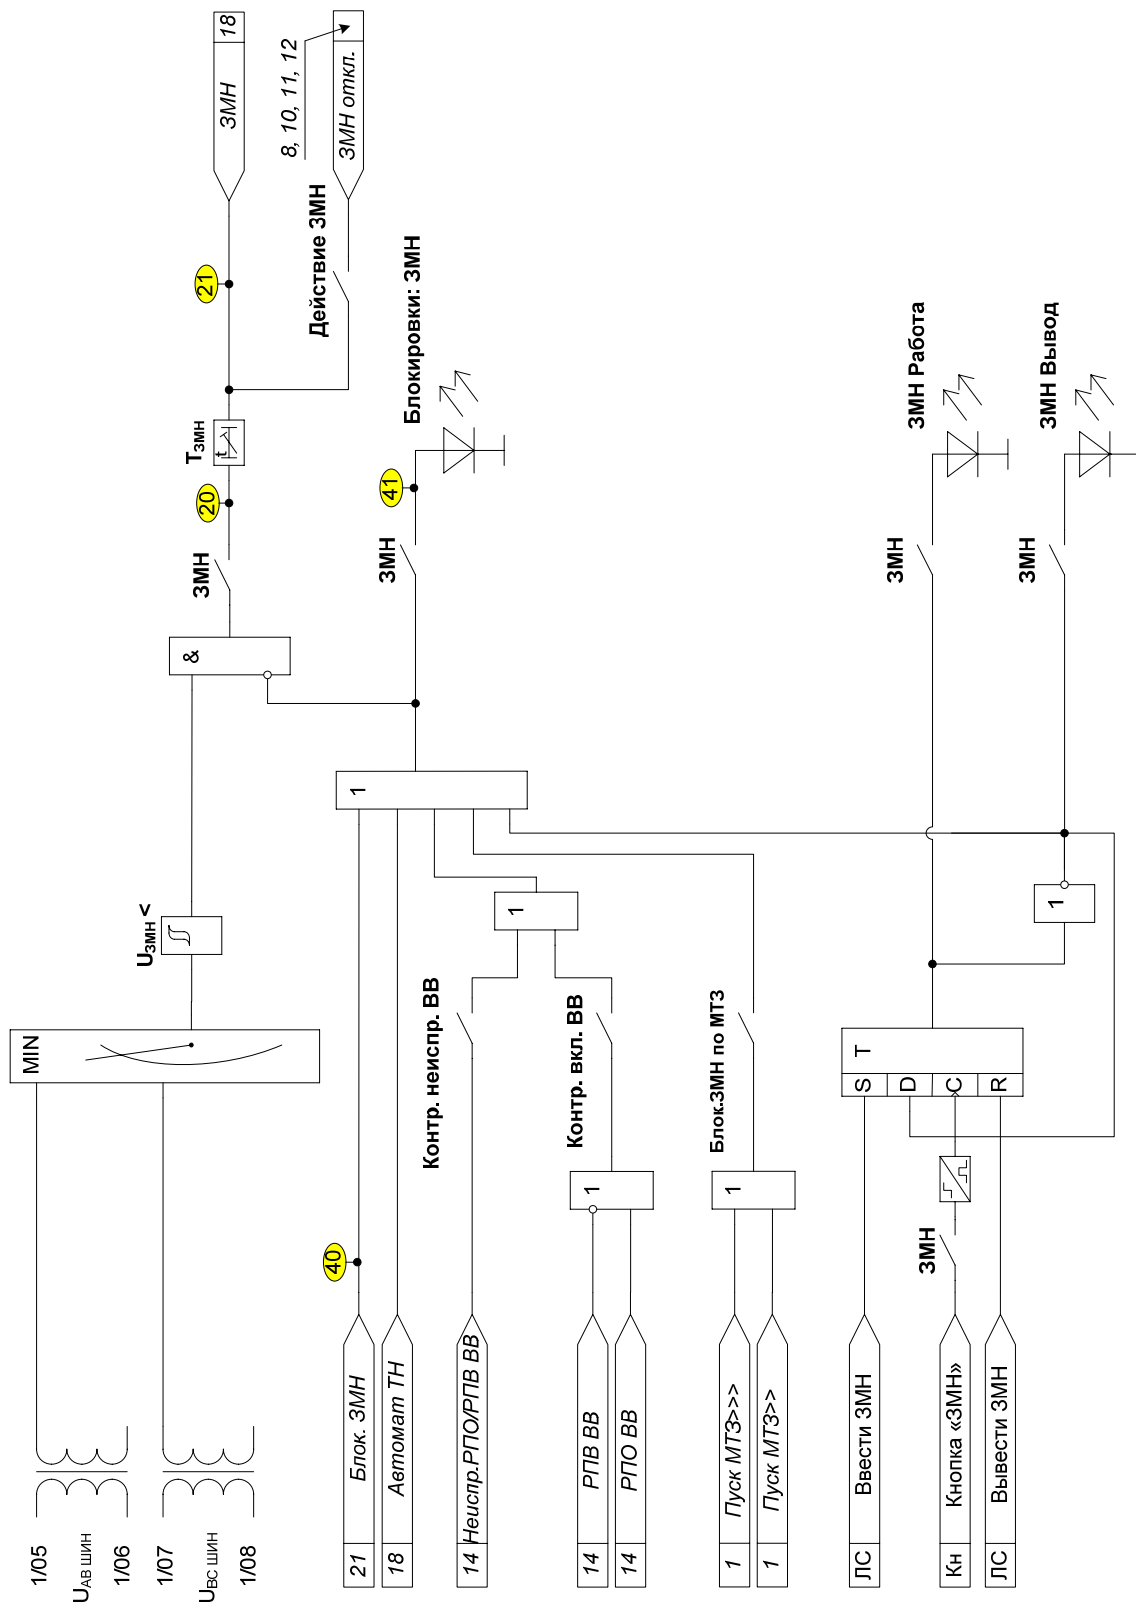 1/05
U АВ ШИН
1/06
1/07
U ВС ШИН
1/08
MIN
UЗМН <
&
ЗМН
20
TЗМН
t
21
ЗМН 18
8, 10, 11, 12
ЗМН откл.
Действие ЗМН
21 Блок. ЗМН
40
18 Автомат ТН
1
ЗМН
41
Блокировки: ЗМН
14 Неиспр.РПО/РПВ ВВ
Контр. неиспр. ВВ
1
14 РПВ ВВ
14 РПО ВВ
1
Контр. вкл. ВВ
1 Пуск МТЗ>>>
1 Пуск МТЗ>>
1
Блок.ЗМН по МТЗ
ЛС Ввести ЗМН
Кн Кнопка «ЗМН»
ЛС Вывести ЗМН
ЗМН
S
D
C
R
T
1
ЗМН
ЗМН Работа
ЗМН
ЗМН Вывод